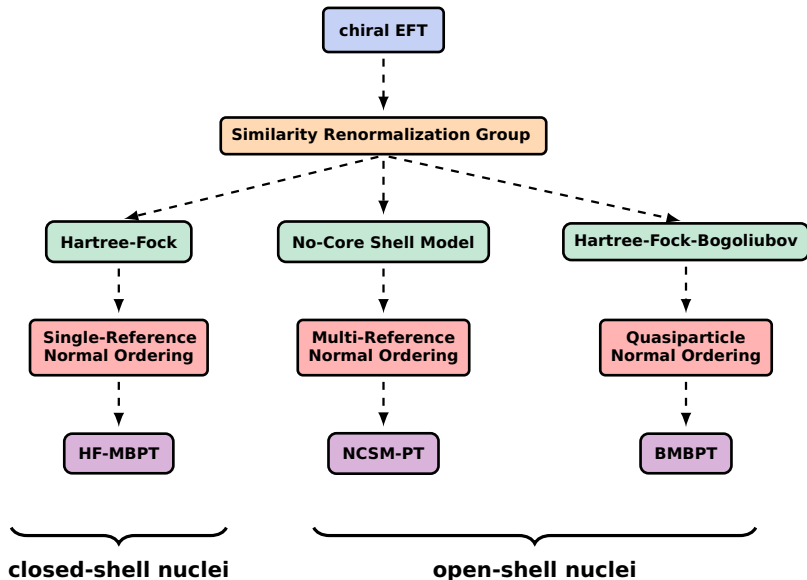 chiral EFT
Similarity Renormalization Group
Hartree-Fock
No-Core Shell Model
Hartree-Fock-Bogoliubov
Single-Reference
Normal Ordering
Multi-Reference
Normal Ordering
Quasiparticle
Normal Ordering
HF-MBPT
NCSM-PT
BMBPT
closed-shell nuclei
open-shell nuclei